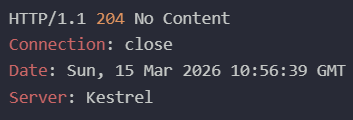 HTTP/1.1 204 No Content
Connection: close
Date: Sun, 15 Mar 2026 10:56:39 GMT
Server: Kestrel